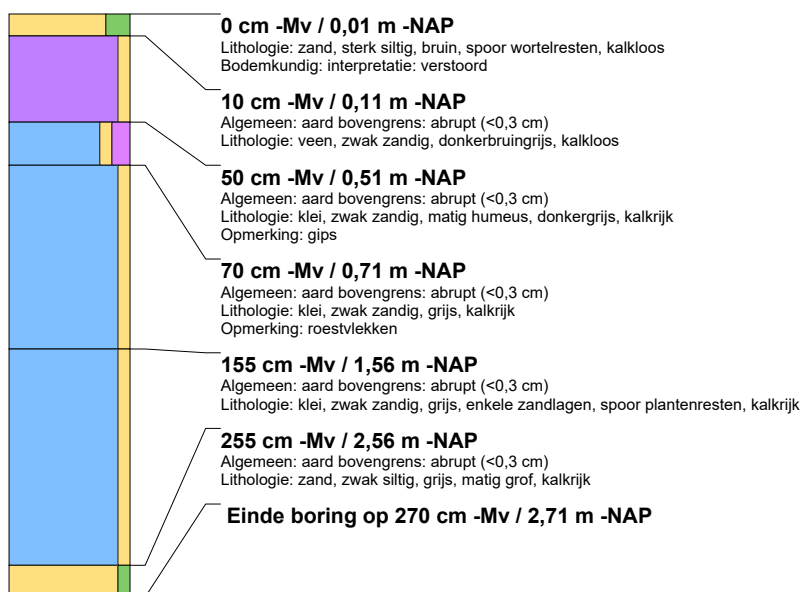 0 cm -Mv / 0,01 m -NAP
Lithologie: zand, sterk siltig, bruin, spoor wortelresten, kalkloos
Bodemkundig: interpretatie: verstoord
10 cm -Mv / 0,11 m -NAP
Algemeen: aard bovengrens: abrupt (<0,3 cm)
Lithologie: veen, zwak zandig, donkerbruingrijs, kalkloos
50 cm -Mv / 0,51 m -NAP
Algemeen: aard bovengrens: abrupt (<0,3 cm)
Lithologie: klei, zwak zandig, matig humeus, donkergrijs, kalkrijk
Opmerking: gips
70 cm -Mv / 0,71 m -NAP
Algemeen: aard bovengrens: abrupt (<0,3 cm)
Lithologie: klei, zwak zandig, grijs, kalkrijk
Opmerking: roestvlekken
155 cm -Mv / 1,56 m -NAP
Algemeen: aard bovengrens: abrupt (<0,3 cm)
Lithologie: klei, zwak zandig, grijs, enkele zandlagen, spoor plantenresten, kalkrijk
255 cm -Mv / 2,56 m -NAP
Algemeen: aard bovengrens: abrupt (<0,3 cm)
Lithologie: zand, zwak siltig, grijs, matig grof, kalkrijk
Einde boring op 270 cm -Mv / 2,71 m -NAP